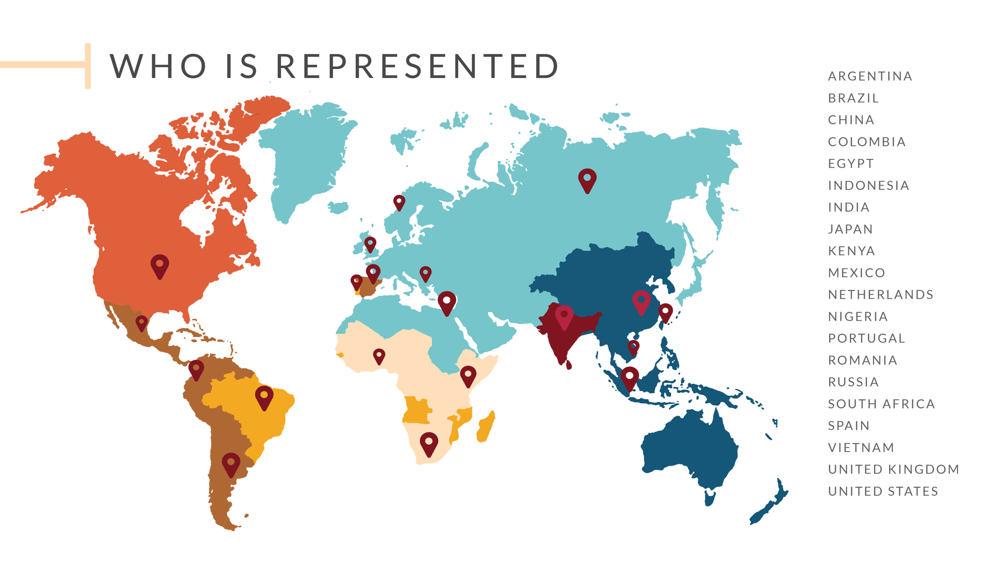 WHO IS REPRESENTED
ARGENTINA
BRAZIL
CHINA
COLOMBIA
EGYPT
INDONESIA
INDIA
JAPAN
KENYA
MEXICO
NETHERLANDS
NIGERIA
PORTUGAL
ROMANIA
RUSSIA
SOUTH AFRICA
SPAIN
VIETNAM
UNITED KINGDOM
UNITED STATES